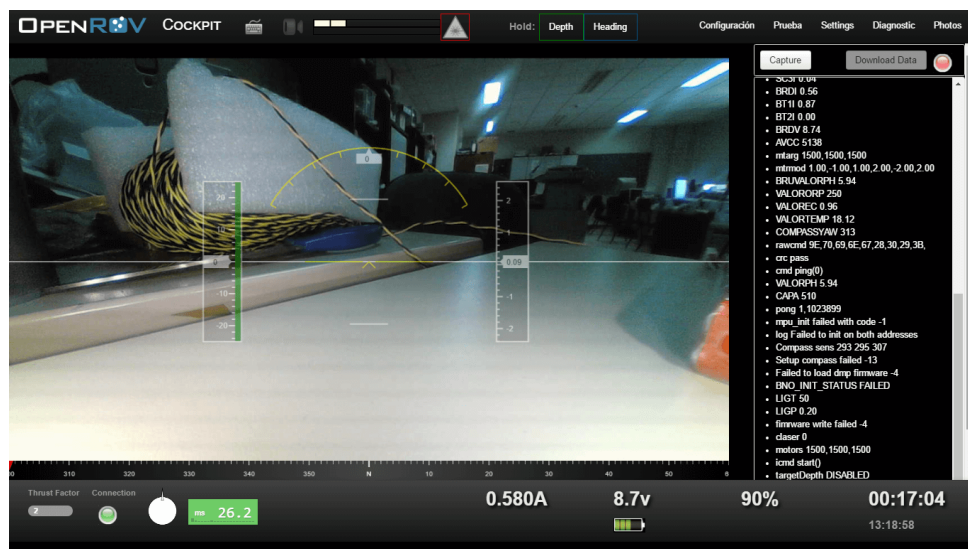 OPENROV COCKPIT
Hold: Depth Heading
Configuración Prueba Settings Diagnostic Photos
Capture Download Data
SCSI 0.04
BRDI 0.56
BT1I 0.87
BT2I 0.00
BRDV 8.74
AVCC 5138
mtarg 1500,1500,1500
mtrmod 1.00,-1.00,1.00,2.00,-2.00,2.00
BRUVALORPH 5.94
VALORORP 250
VALOREC 0.96
VALORTEMP 18.12
COMPASSYAW 313
rawcmd 9E,70,69,6E,67,28,30,29,3B,
crc pass
cmd ping(0)
VALORPH 5.94
CAPA 510
pong 1,1023899
mpu_init failed with code -1
log Failed to init on both addresses
Compass sens 293 295 307
Setup compass failed -13
Failed to load dmp firmware -4
BNO_INIT_STATUS FAILED
LIGT 50
LIGP 0.20
fimrware write failed -4
claser 0
motors 1500,1500,1500
icmd start()
targetDepth DISABLED
0
20 2
10 1
0 0.09
-10 -1
-20 -2
310 320 330 340 350 N 10 20 30 40 50
Thrust Factor Connection
2
ms 26.2
0.580A 8.7v 90% 00:17:04
13:18:58